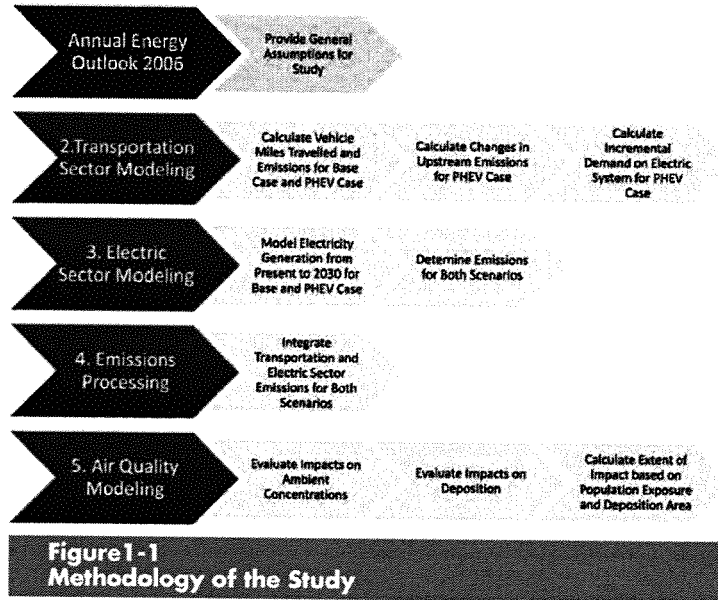 Annual Energy
Outlook 2006
Provide General
Assumptions for
Study
2.Transportation
Sector Modeling
Calculate Vehicle
Miles Travelled and
Emissions for Base
Case and PHEV Case
Calculate Changes in
Upstream Emissions
for PHEV Case
Calculate
Incremental
Demand on Electric
System for PHEV
Case
3. Electric
Sector Modeling
Model Electricity
Generation from
Present to 2030 for
Base and PHEV Case
Determine Emissions
for Both Scenarios
4. Emissions
Processing
Integrate
Transportation and
Electric Sector
Emissions for Both
Scenarios
5. Air Quality
Modeling
Evaluate Impacts on
Ambient
Concentrations
Evaluate Impacts on
Deposition
Calculate Extent of
Impact based on
Population Exposure
and Deposition Area
Figure1-1
Methodology of the Study